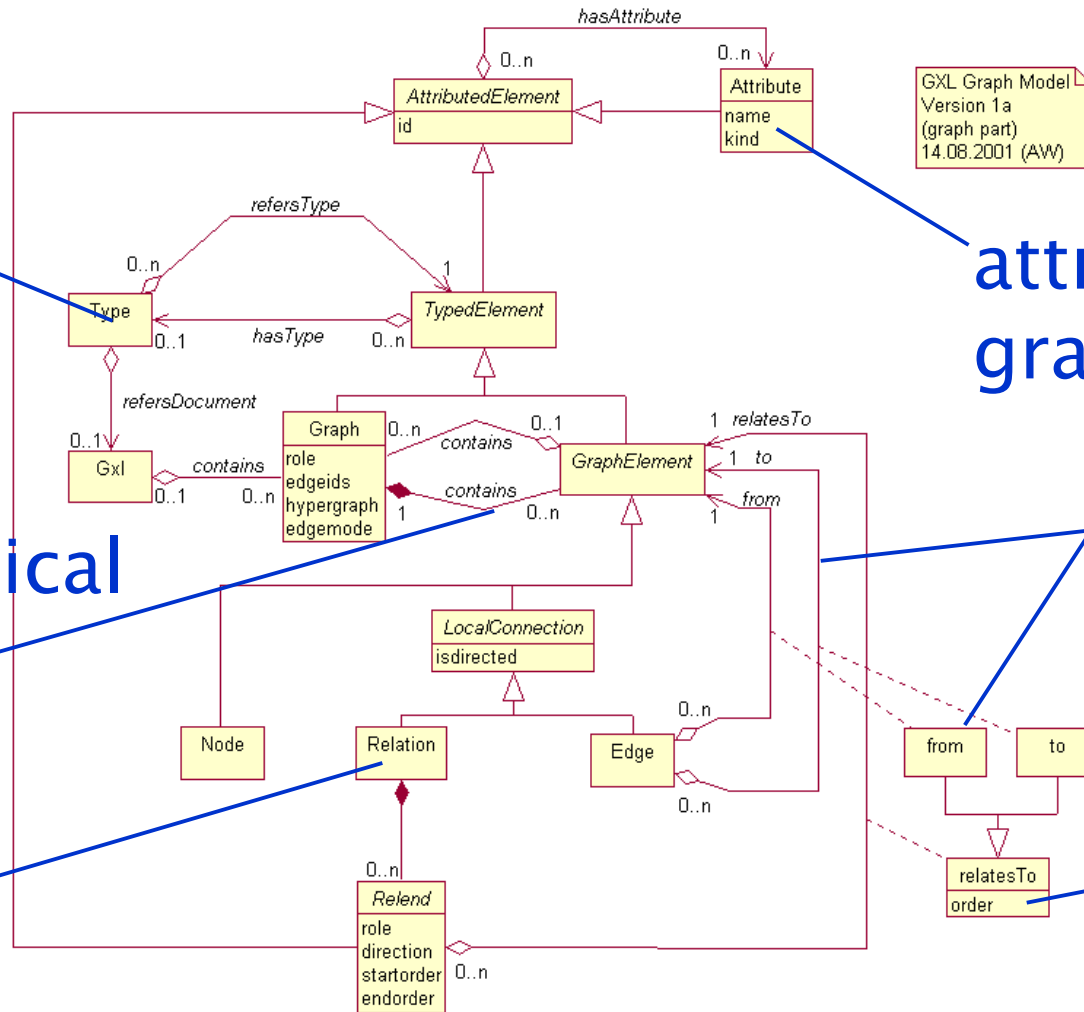 hasAttribute
0..n
0..n
AttributedElement
id
Attribute
name
kind
GXL Graph Model
Version 1a
(graph part)
14.08.2001 (AW)
refersType
0..n
1
Type
TypedElement
0..1
hasType
0..n
refersDocument
0..1
Gxl
0..1
contains
0..n
Graph
role
edgeids
hypergraph
edgemode
0..n
contains
0..1
1
contains
0..n
GraphElement
1 relatesTo
1 to
from
1
attr
gra
ical
LocalConnection
isdirected
Node
Relation
Edge
0..n
0..n
from
to
0..n
Relend
role
direction
startorder
endorder
0..n
relatesTo
order